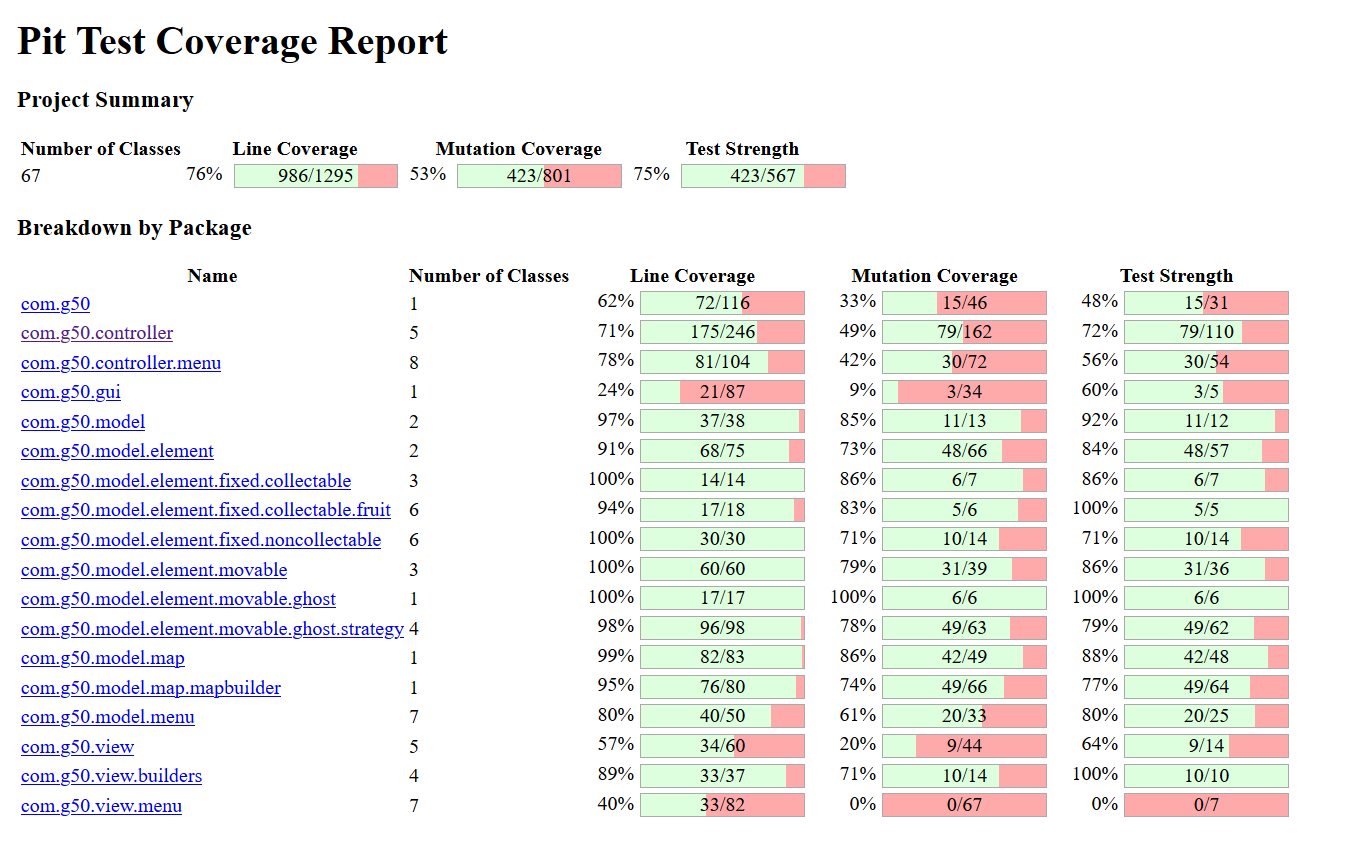 Pit Test Coverage Report
Project Summary
Number of Classes Line Coverage Mutation Coverage Test Strength
67 76% 986/1295 53% 423/801 75% 423/567
Breakdown by Package
Name Number of Classes Line Coverage Mutation Coverage Test Strength
com.g50 1 62% 72/116 33% 15/46 48% 15/31
com.g50.controller 5 71% 175/246 49% 79/162 72% 79/110
com.g50.controller.menu 8 78% 81/104 42% 30/72 56% 30/54
com.g50.gui 1 24% 21/87 9% 3/34 60% 3/5
com.g50.model 2 97% 37/38 85% 11/13 92% 11/12
com.g50.model.element 2 91% 68/75 73% 48/66 84% 48/57
com.g50.model.element.fixed.collectable 3 100% 14/14 86% 6/7 86% 6/7
com.g50.model.element.fixed.collectable.fruit 6 94% 17/18 83% 5/6 100% 5/5
com.g50.model.element.fixed.noncollectable 6 100% 30/30 71% 10/14 71% 10/14
com.g50.model.element.movable 3 100% 60/60 79% 31/39 86% 31/36
com.g50.model.element.movable.ghost 1 100% 17/17 100% 6/6 100% 6/6
com.g50.model.element.movable.ghost.strategy 4 98% 96/98 78% 49/63 79% 49/62
com.g50.model.map 1 99% 82/83 86% 42/49 88% 42/48
com.g50.model.map.mapbuilder 1 95% 76/80 74% 49/66 77% 49/64
com.g50.model.menu 7 80% 40/50 61% 20/33 80% 20/25
com.g50.view 5 57% 34/60 20% 9/44 64% 9/14
com.g50.view.builders 4 89% 33/37 71% 10/14 100% 10/10
com.g50.view.menu 7 40% 33/82 0% 0/67 0% 0/7